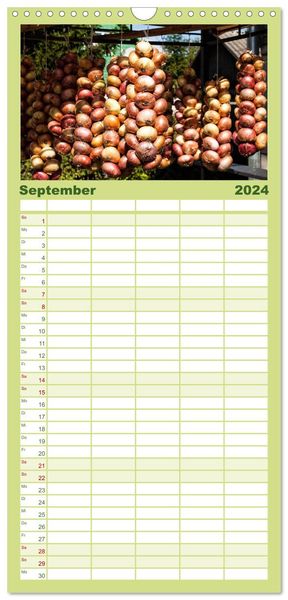 September 2024
So 1
Mo 2
Di 3
Mi 4
Do 5
Fr 6
Sa 7
So 8
Mo 9
Di 10
Mi 11
Do 12
Fr 13
Sa 14
So 15
Mo 16
Di 17
Mi 18
Do 19
Fr 20
Sa 21
So 22
Mo 23
Di 24
Mi 25
Do 26
Fr 27
Sa 28
So 29
Mo 30